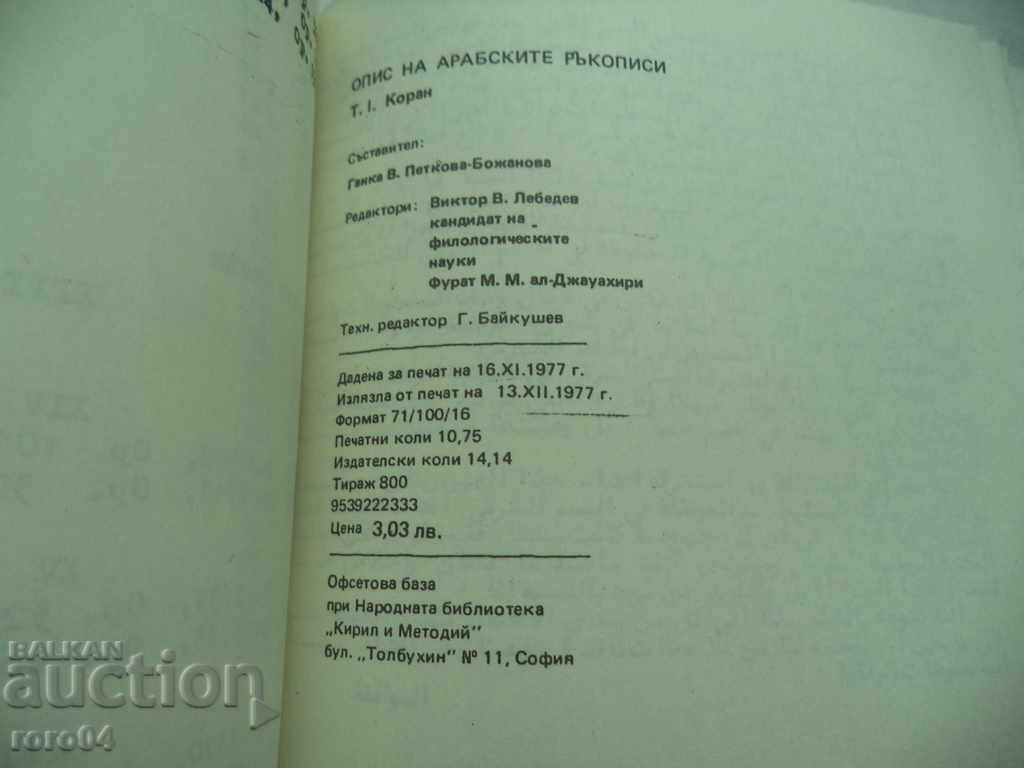 ОПИС НА АРАБСКИТЕ РЪКОПИСИ
Т. I. Коран
Съставител:
Ганка В. Петкова-Божанова
Редактори: Виктор В. Лебедев
кандидат на
филологическите
науки
Фурат М. М. ал-Джауахири
Техн. редактор Г. Байкушев
Дадена за печат на 16.XI.1977 г.
Излязла от печат на 13.XII.1977 г.
Формат 71/100/16
Печатни коли 10,75
Издателски коли 14,14
Тираж 800
9539222333
Цена 3,03 лв.
Офсетова база
при Народната библиотека
„Кирил и Методий"
бул. „Толбухин" № 11, София
BALKAN
auction
roro04